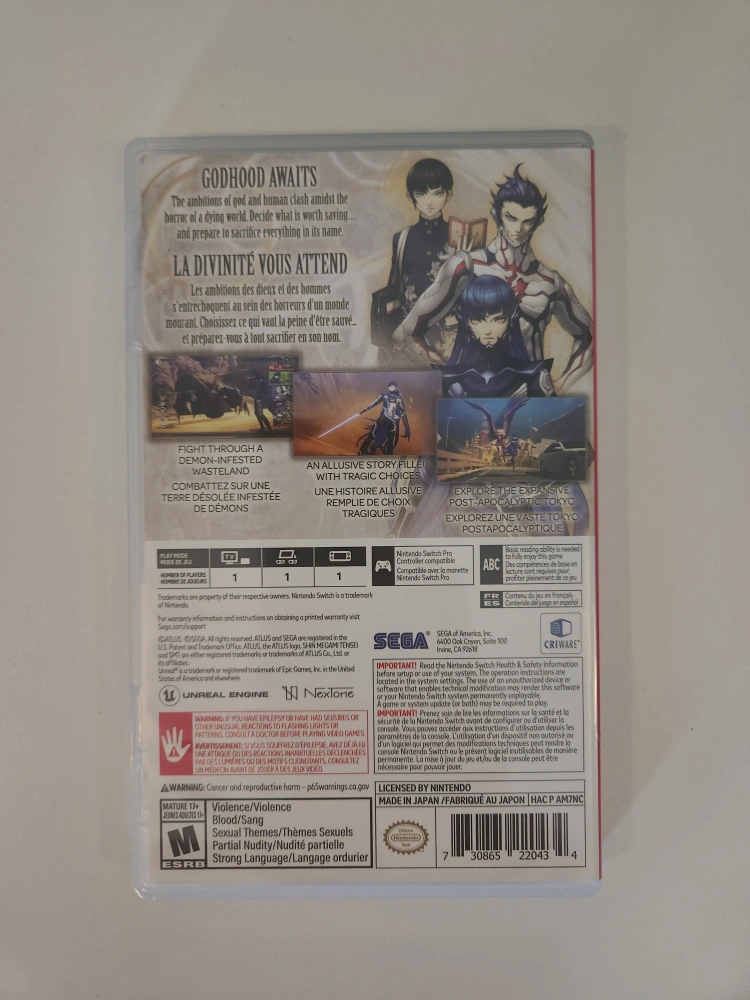 GODHOOD AWAITS
The ambitions of god and human clash amidst the
horror of a dying world. Decide what is worth saving...
and prepare to sacrifice everything in its name.
LA DIVINITÉ VOUS ATTEND
Les ambitions des dieux et des hommes
s'entrechoquent au sein des horreurs d'un monde
mourant. Choisissez ce qui vaut la peine d'être sauvé...
et préparez-vous à tout sacrifier en son nom.
FIGHT THROUGH A
DEMON-INFESTED
WASTELAND
COMBATTEZ SUR UNE
TERRE DÉSOLÉE INFESTÉE
DE DÉMONS
AN ALLUSIVE STORY FILLED
WITH TRAGIC CHOICES
UNE HISTOIRE ALLUSIVE
REMPLIE DE CHOIX
TRAGIQUES
EXPLORE THE EXPANSIVE
POST-APOCALYPTIC TOKYO
EXPLOREZ UNE VASTE TOKYO
POSTAPOCALYPTIQUE
PLAY MODE
MODE DE JEU
TV
NUMBER OF PLAYERS
NOMBRE DE JOUEURS
1 1 1
Nintendo Switch Pro
Controller compatible
Compatible avec la manette
Nintendo Switch Pro
ABC
Basic reading ability is needed
to fully enjoy this game
Des compétences de base en
lecture sont requises pour
profiter pleinement de ce jeu
FR Contenu du jeu en français
ES Contenido del juego en español
Trademarks are property of their respective owners. Nintendo Switch is a trademark
of Nintendo.
For warranty information and instructions on obtaining a printed warranty visit
Sega.com/support.
©ATLUS. ©SEGA. All rights reserved. ATLUS and SEGA are registered in the
U.S. Patent and Trademark Office. ATLUS, the ATLUS logo, SHIN MEGAMI TENSEI
and SMT are either registered trademarks or trademarks of ATLUS Co., Ltd. or
its affiliates.
Unreal® is a trademark or registered trademark of Epic Games, Inc. in the United
States of America and elsewhere.
UNREAL ENGINE
NexTone
SEGA®
SEGA of America, Inc.
6400 Oak Cnyon, Suite 100
Irvine, CA 92618
CRIWARE™
WARNING: IF YOU HAVE EPILEPSY OR HAVE HAD SEIZURES OR
OTHER UNUSUAL REACTIONS TO FLASHING LIGHTS OR
PATTERNS, CONSULT A DOCTOR BEFORE PLAYING VIDEO GAMES.
AVERTISSEMENT: SI VOUS SOUFFREZ D'ÉPILEPSIE, AVEZ DÉJÀ EU
UNE ATTAQUE OU DES RÉACTIONS INHABITUELLES DÉCLENCHÉES
PAR DES LUMIÈRES OU DES MOTIFS CLIGNOTANTS, CONSULTEZ
UN MÉDECIN AVANT DE JOUER À DES JEUX VIDÉO.
IMPORTANT! Read the Nintendo Switch Health & Safety Information
before setup or use of your system. The operation instructions are
located in the system settings. The use of an unauthorized device or
software that enables technical modification may render this software
or your Nintendo Switch system permanently unplayable.
A game or system update (or both) may be required to play.
IMPORTANT! Prenez soin de lire les informations sur la santé et la
sécurité de la Nintendo Switch avant de configurer ou d'utiliser la
console. Vous pouvez accéder aux instructions d'utilisation depuis les
paramètres de la console. L'utilisation d'un dispositif non autorisé ou
d'un logiciel qui permet des modifications techniques peut rendre la
console Nintendo Switch ou le présent logiciel inutilisables de manière
permanente. La mise à jour du jeu et/ou de la console peut être
nécessaire pour pouvoir jouer.
WARNING: Cancer and reproductive harm – p65warnings.ca.gov
MATURE 17+
JEUNES ADULTES 17+
M
ESRB
Violence/Violence
Blood/Sang
Sexual Themes/Thèmes Sexuels
Partial Nudity/Nudité partielle
Strong Language/Langage ordurier
LICENSED BY NINTENDO
MADE IN JAPAN /FABRIQUÉ AU JAPON HAC P AM7NC
Official
Nintendo
Seal
7 30865 22043 4